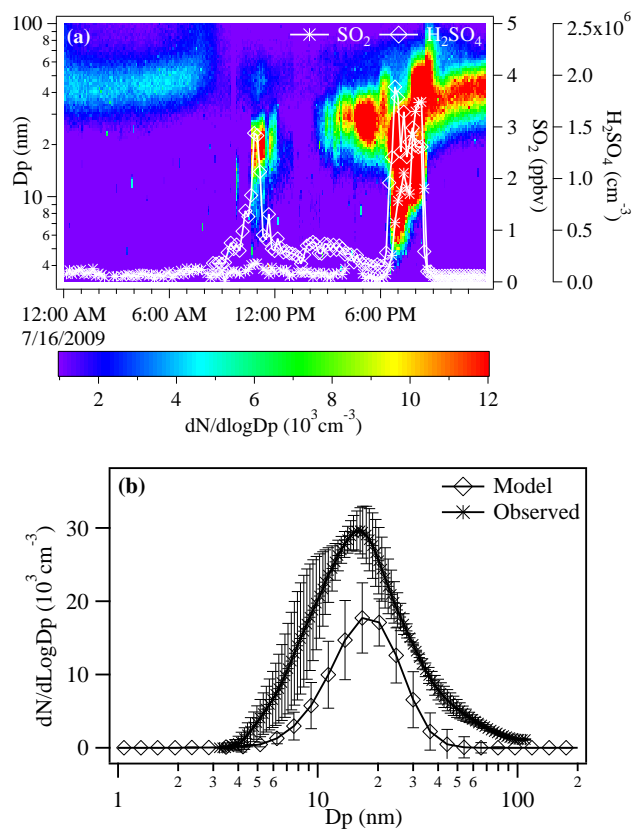 (a) SO2 H2SO4
100 8 6 4 2 10 8 6 4
Dp (nm)
5 4 3 2 1 0
SO2 (ppbv)
2.5x10^6 2.0 1.5 1.0 0.5 0.0
H2SO4 (cm^-3)
12:00 AM 6:00 AM 12:00 PM 6:00 PM
7/16/2009
2 4 6 8 10 12
dN/dlogDp (10^3cm^-3)
(b) Model
Observed
30
20
10
0
dN/dLogDp (10^3cm^-3)
1 2 3 4 5 6 10 2 3 4 5 6 100 2
Dp (nm)